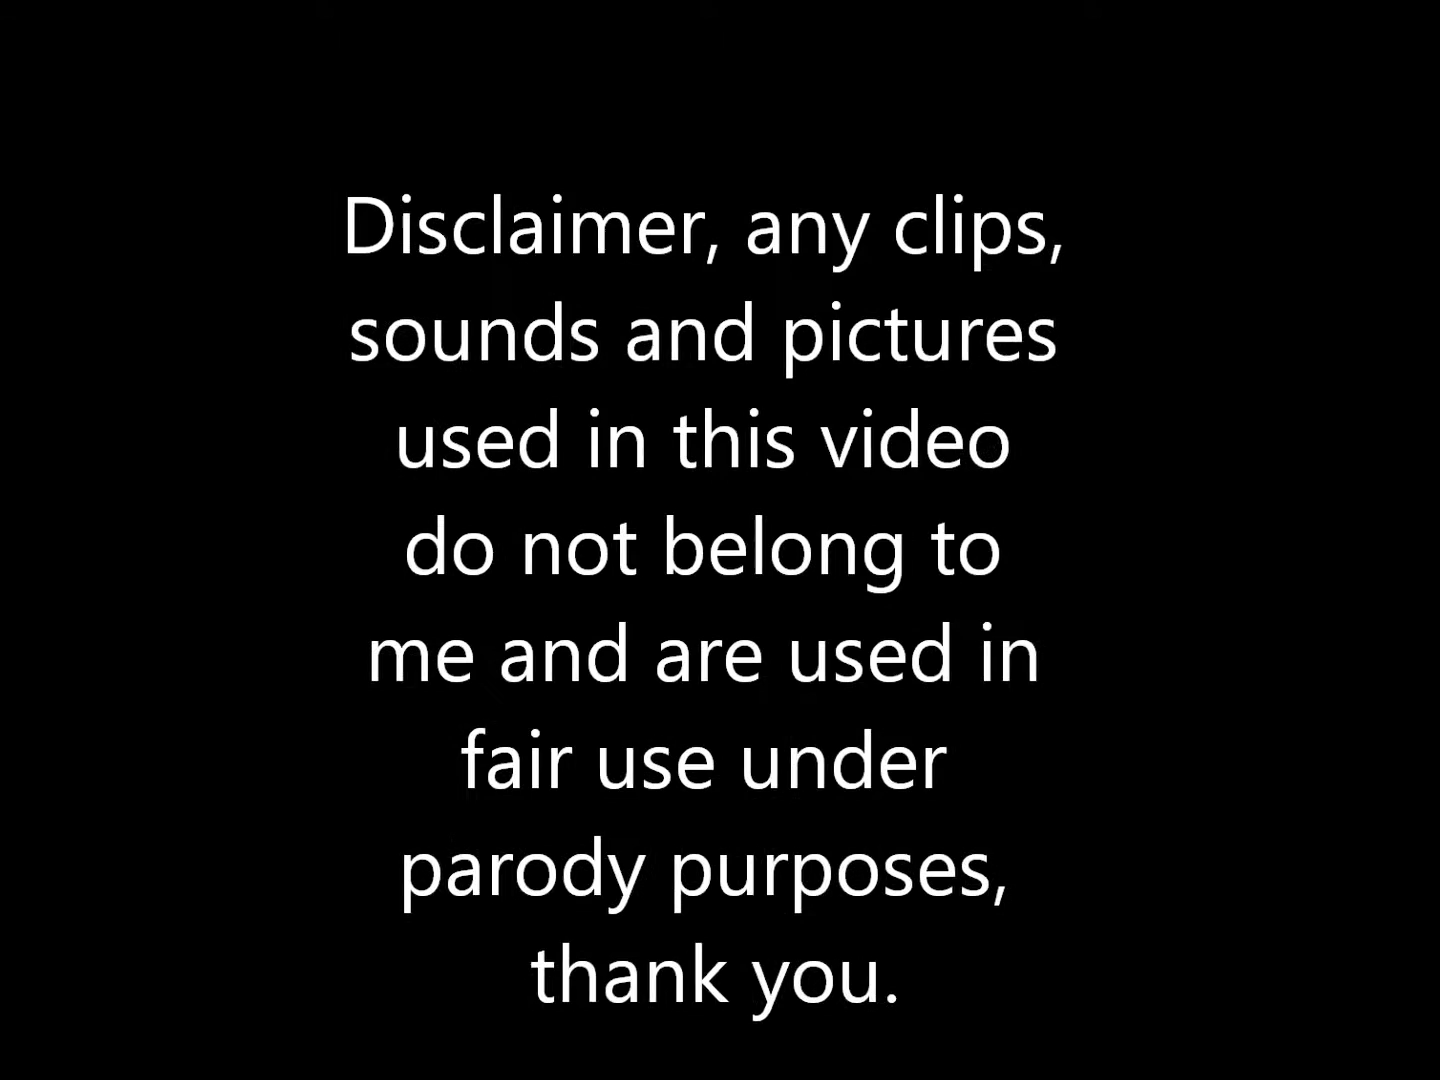 Disclaimer, any clips,
sounds and pictures
used in this video
do not belong to
me and are used in
fair use under
parody purposes,
thank you.